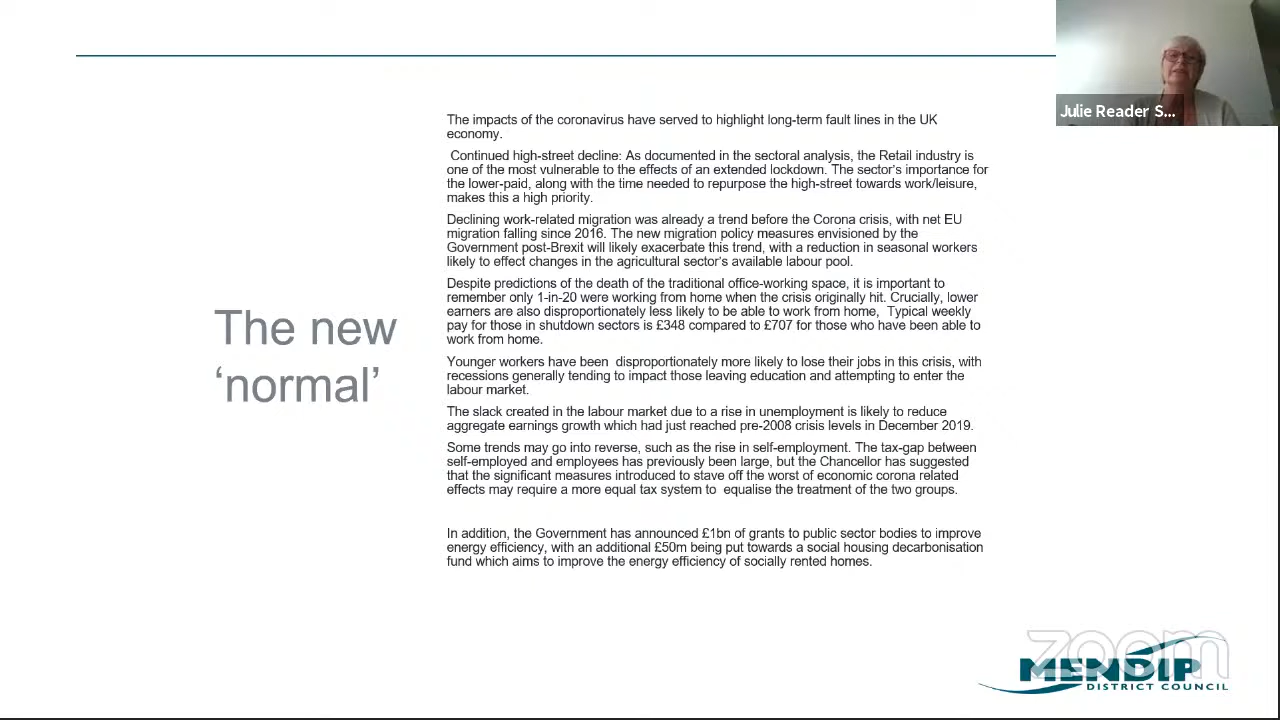 Julie Reader S...
The impacts of the coronavirus have served to highlight long-term fault lines in the UK
economy.
Continued high-street decline: As documented in the sectoral analysis, the Retail industry is
one of the most vulnerable to the effects of an extended lockdown. The sector's importance for
the lower-paid, along with the time needed to repurpose the high-street towards work/leisure,
makes this a high priority.
Declining work-related migration was already a trend before the Corona crisis, with net EU
migration falling since 2016. The new migration policy measures envisioned by the
Government post-Brexit will likely exacerbate this trend, with a reduction in seasonal workers
likely to effect changes in the agricultural sector's available labour pool.
Despite predictions of the death of the traditional office-working space, it is important to
remember only 1-in-20 were working from home when the crisis originally hit. Crucially, lower
earners are also disproportionately less likely to be able to work from home, Typical weekly
pay for those in shutdown sectors is £348 compared to £707 for those who have been able to
work from home.
The new
‘normal’
Younger workers have been disproportionately more likely to lose their jobs in this crisis, with
recessions generally tending to impact those leaving education and attempting to enter the
labour market.
The slack created in the labour market due to a rise in unemployment is likely to reduce
aggregate earnings growth which had just reached pre-2008 crisis levels in December 2019.
Some trends may go into reverse, such as the rise in self-employment. The tax-gap between
self-employed and employees has previously been large, but the Chancellor has suggested
that the significant measures introduced to stave off the worst of economic corona related
effects may require a more equal tax system to equalise the treatment of the two groups.
In addition, the Government has announced £1bn of grants to public sector bodies to improve
energy efficiency, with an additional £50m being put towards a social housing decarbonisation
fund which aims to improve the energy efficiency of socially rented homes.
zoom
MENDIP
DISTRICT COUNCIL